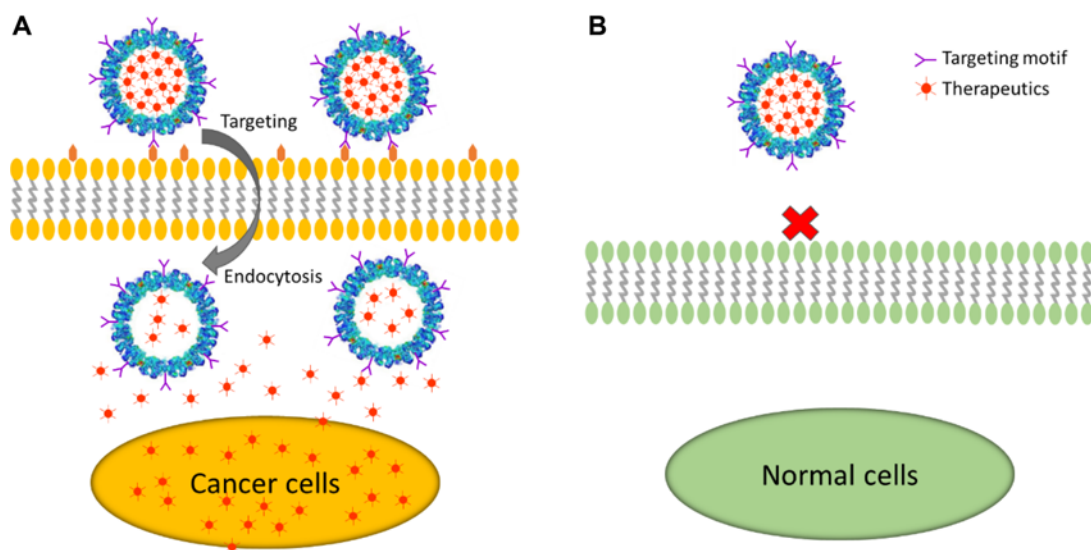 A
B
Targeting motif
Therapeutics
Targeting
Endocytosis
Cancer cells
Normal cells